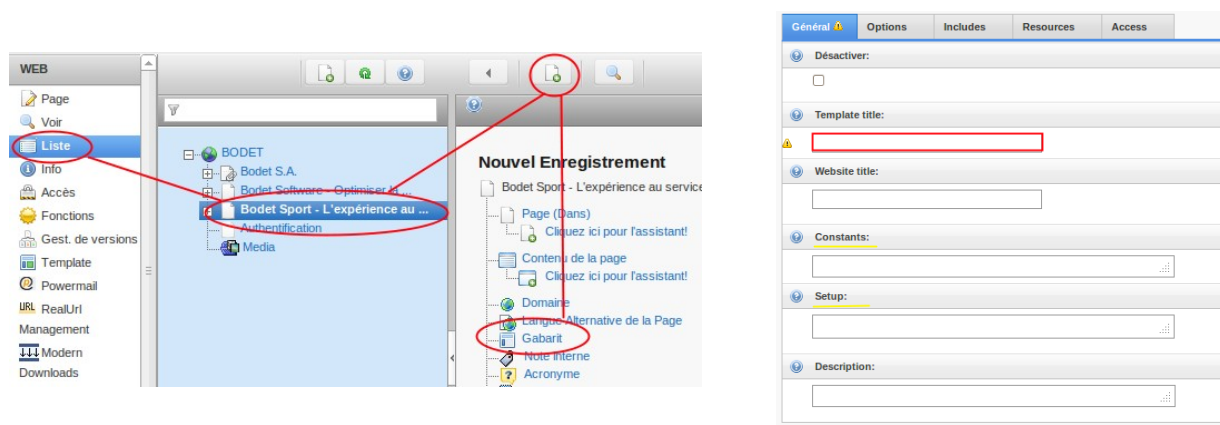 WEB
Page
Voir
Liste
Info
Accès
Fonctions
Gest. de versions
Template
Powermail
URL RealUrl
Management
Modern
Downloads
BODET
Bodet S.A.
Bodet Software - Optimiser la ...
Bodet Sport - L'expérience au ...
Authentification
Media
Nouvel Enregistrement
Bodet Sport - L'expérience au service
Page (Dans)
Cliquez ici pour l'assistant!
Contenu de la page
Cliquez ici pour l'assistant!
Domaine
Langue Alternative de la Page
Gabarit
Note interne
Acronyme
Général Options Includes Resources Access
Désactiver:
Template title:
Website title:
Constants:
Setup:
Description: